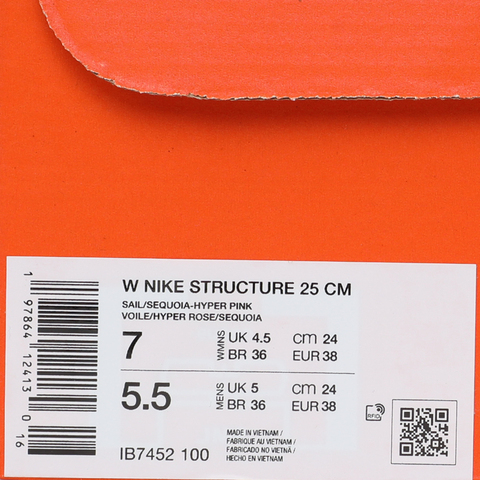 W NIKE STRUCTURE 25 CM
SAIL/SEQUOIA-HYPER PINK
VOILE/HYPER ROSE/SEQUOIA
7 WMNS UK 4.5 cm 24
BR 36 EUR 38
5.5 MENS UK 5 cm 24
BR 36 EUR 38
IB7452 100
MADE IN VIETNAM /
FABRIQUE AU VIETNAM /
FABRICADO NO VIETNÃ /
HECHO EN VIETNAM
RFID
1 97864 12413 0 16